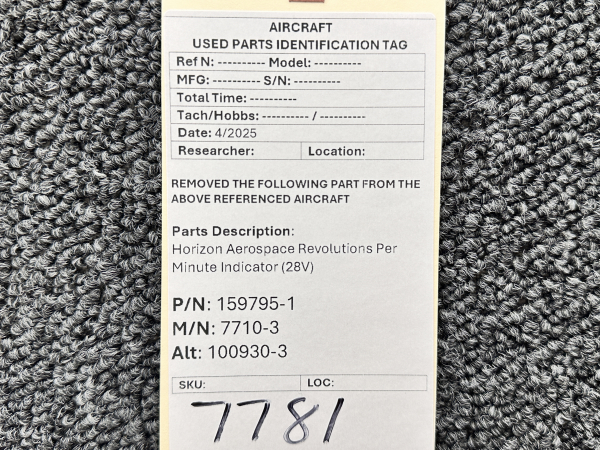 AIRCRAFT
USED PARTS IDENTIFICATION TAG
Ref N: ---------- Model: ----------
MFG: ---------- S/N: ----------
Total Time: ----------
Tach/Hobbs: ---------- / ----------
Date: 4/2025
Researcher: Location:
REMOVED THE FOLLOWING PART FROM THE
ABOVE REFERENCED AIRCRAFT
Parts Description:
Horizon Aerospace Revolutions Per
Minute Indicator (28V)
P/N: 159795-1
M/N: 7710-3
Alt: 100930-3
SKU: LOC:
7781